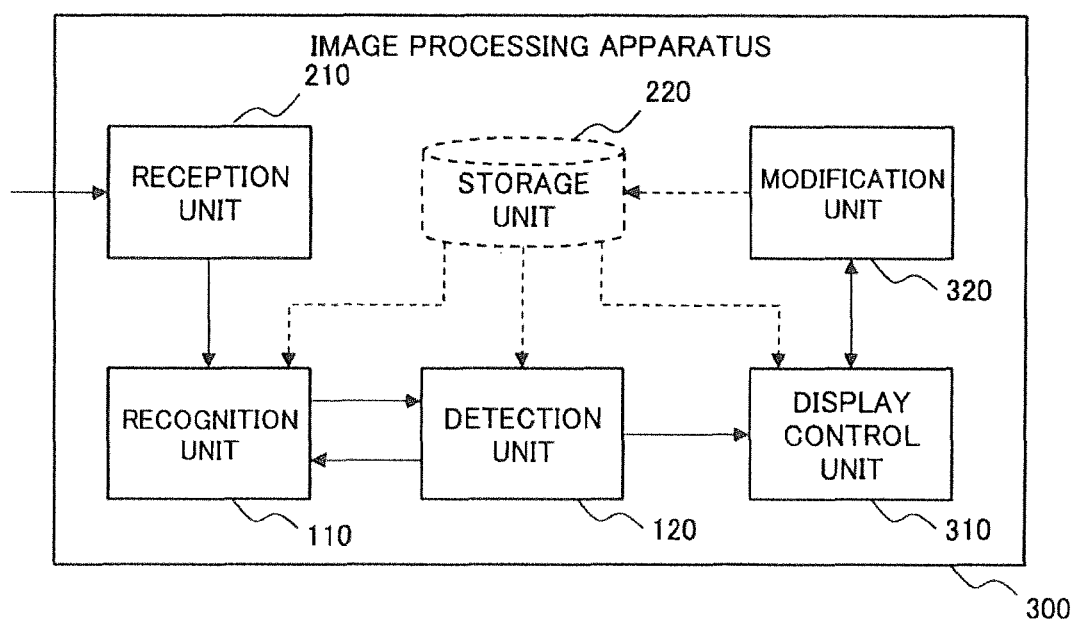 IMAGE PROCESSING APPARATUS
210
220
RECEPTION
UNIT
STORAGE
UNIT
MODIFICATION
UNIT
320
RECOGNITION
UNIT
DETECTION
UNIT
DISPLAY
CONTROL
UNIT
110
120
310
300